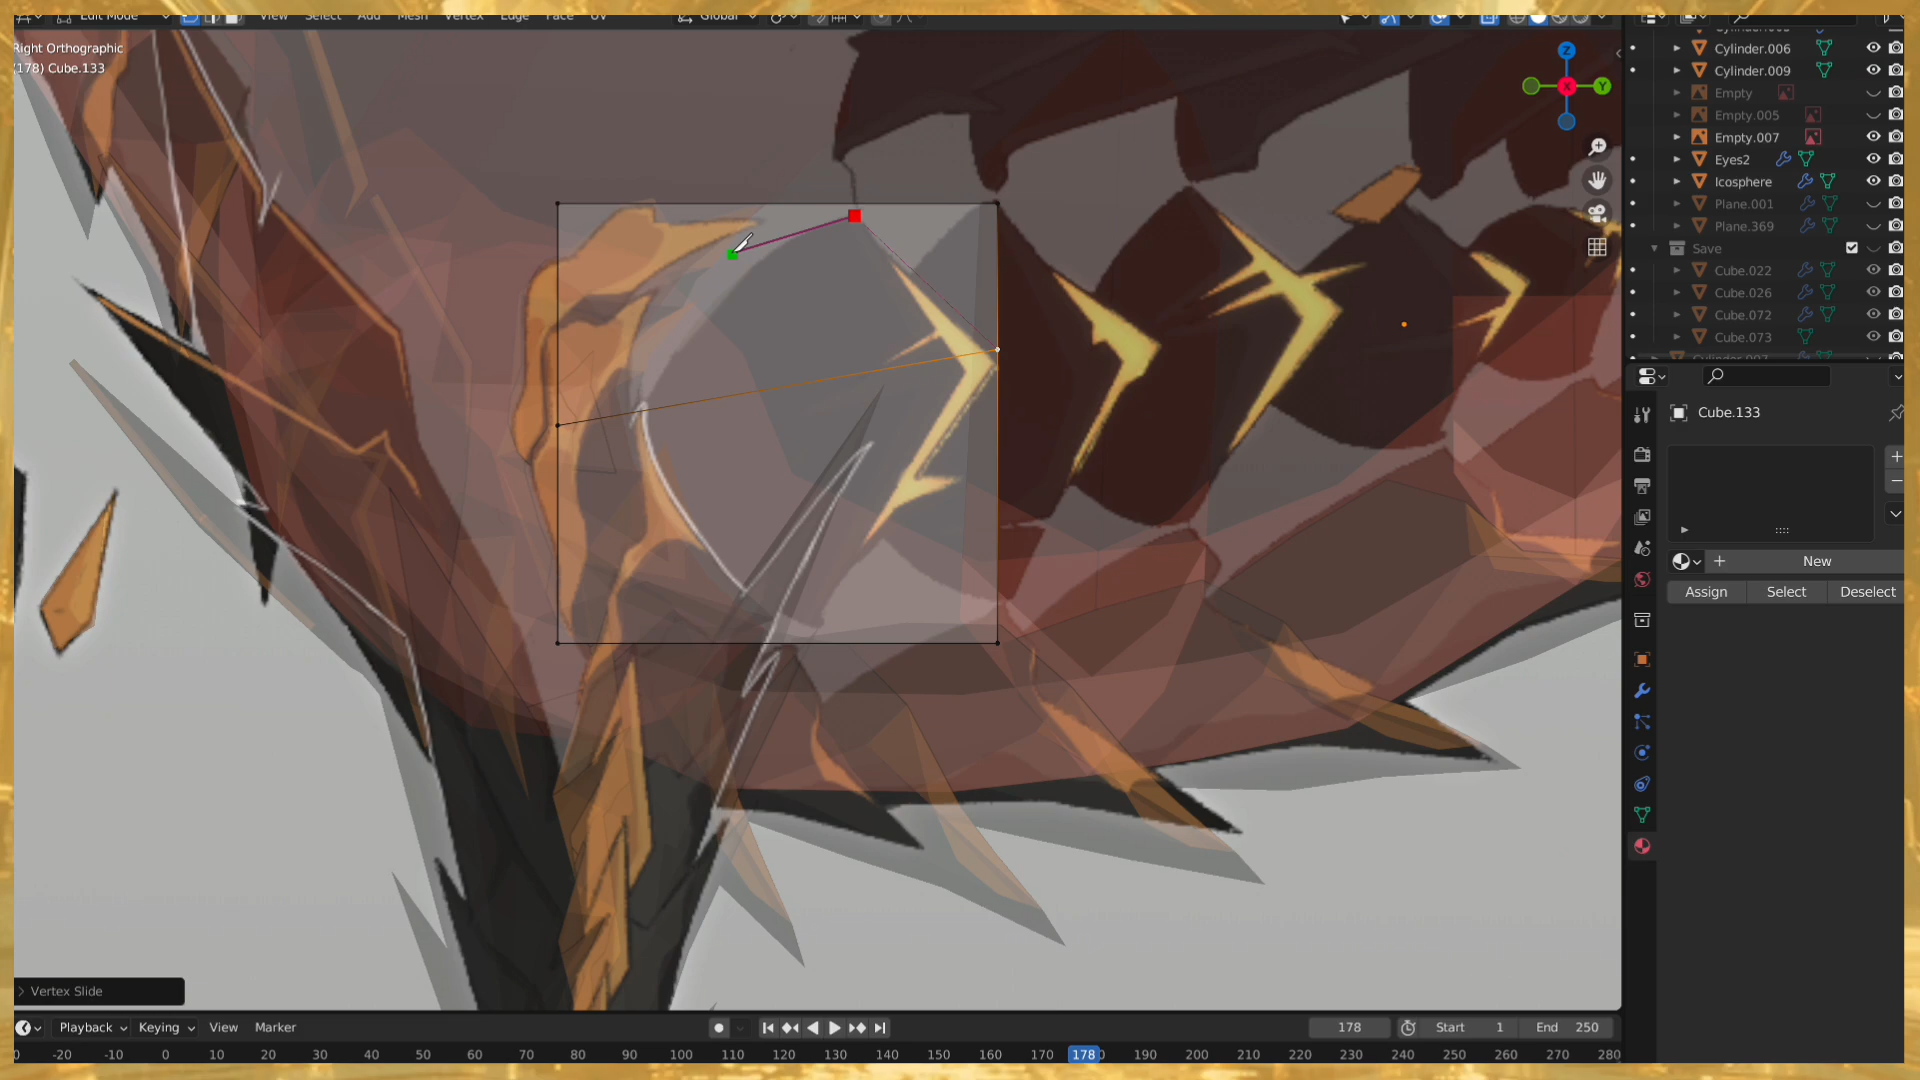 Edit Mode View Select Add Mesh Vertex Edge Face UV Global
Right Orthographic
(178) Cube.133
Z
X
Y
Cylinder.006
Cylinder.009
Empty
Empty.005
Empty.007
Eyes2
Icosphere
Plane.001
Plane.369
Save
Cube.022
Cube.026
Cube.072
Cube.073
Cube.133
New
Assign Select Deselect
Vertex Slide
Playback Keying View Marker 178 Start 1 End 250
-20 -10 0 10 20 30 40 50 60 70 80 90 100 110 120 130 140 150 160 170 178 190 200 210 220 230 240 250 260 270 280